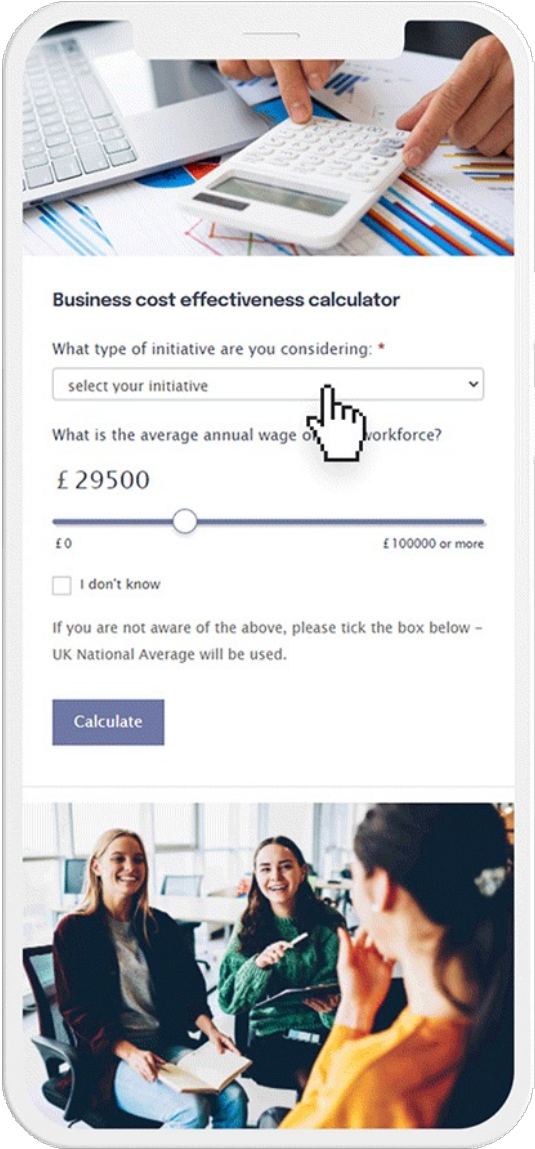 Business cost effectiveness calculator
What type of initiative are you considering: *
select your initiative
What is the average annual wage o workforce?
£ 29500
£ 0
£ 100000 or more
I don't know
If you are not aware of the above, please tick the box below –
UK National Average will be used.
Calculate